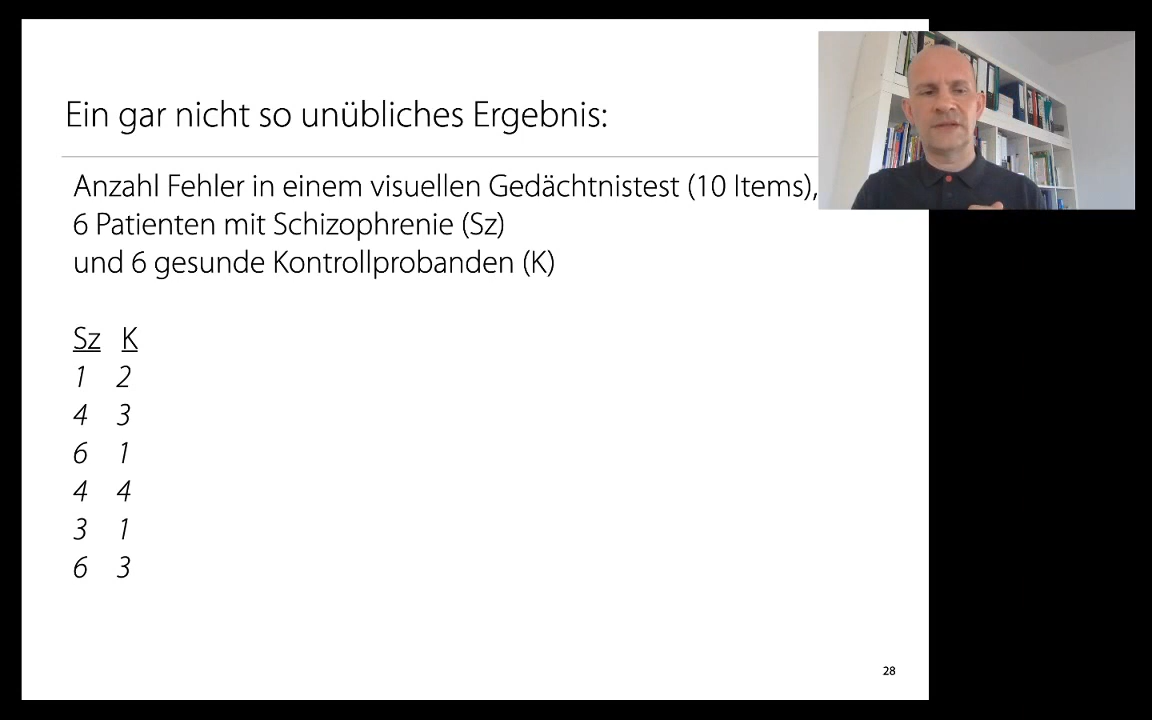 Ein gar nicht so unübliches Ergebnis:
Anzahl Fehler in einem visuellen Gedächtnistest (10 Items),
6 Patienten mit Schizophrenie (Sz)
und 6 gesunde Kontrollprobanden (K)
Sz K
1 2
4 3
6 1
4 4
3 1
6 3
28